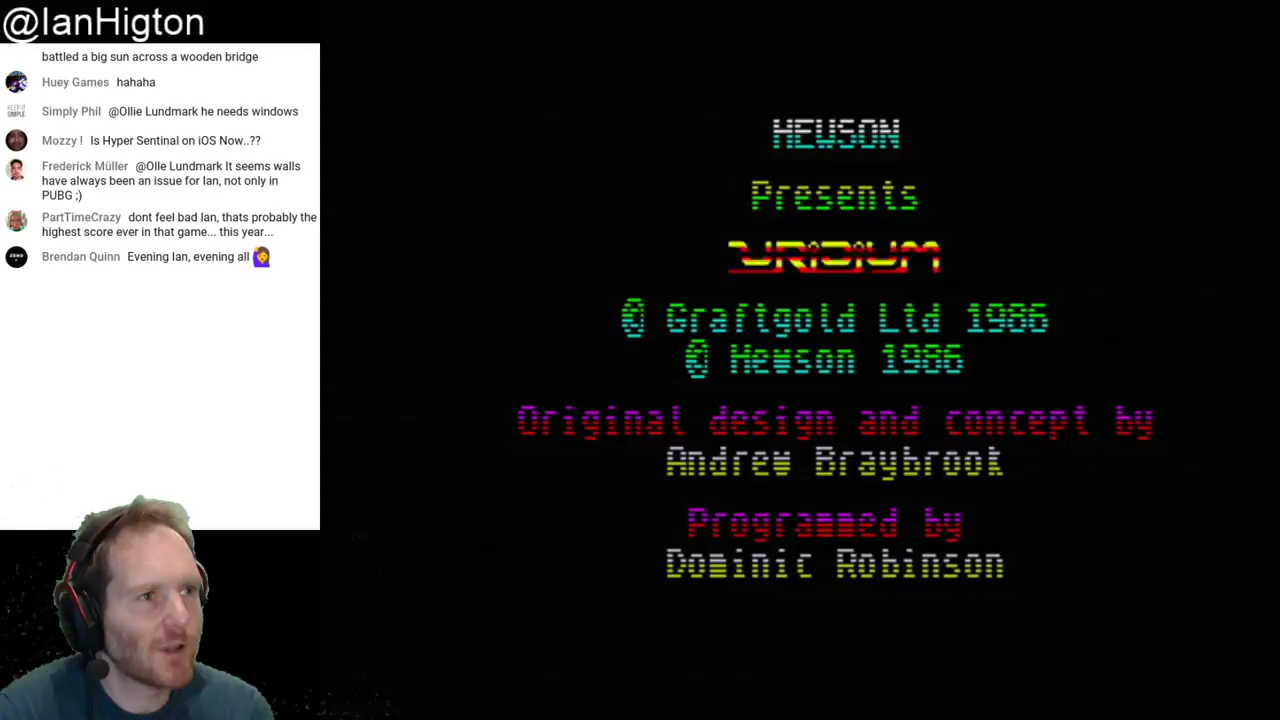 @IanHigton
battled a big sun across a wooden bridge
Huey Games hahaha
Simply Phil @Ollie Lundmark he needs windows
Mozzy ! Is Hyper Sentinal on iOS Now..??
Frederick Müller @Olle Lundmark It seems walls
have always been an issue for Ian, not only in
PUBG ;)
PartTimeCrazy dont feel bad Ian, thats probably the
highest score ever in that game... this year...
Brendan Quinn Evening Ian, evening all 🙋‍♀️
HEWSON
Presents
URIDIUM
© Graftgold Ltd 1986
© Hewson 1986
Original design and concept by
Andrew Braybrook
Programmed by
Dominic Robinson